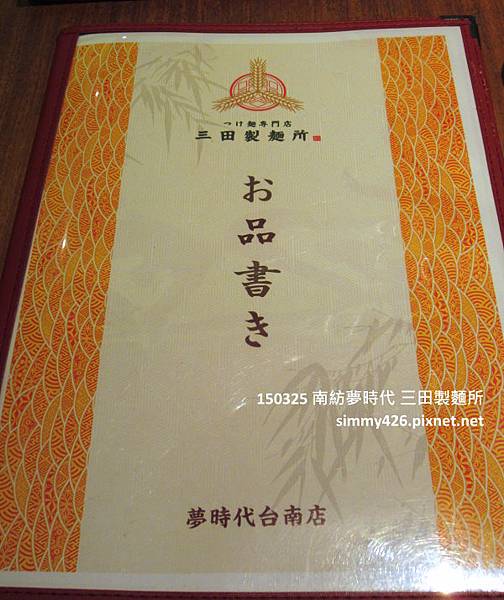 つけ麺専門店
三田製麺所
お品書き
150325 南紡夢時代 三田製麵所
simmy426.pixnet.net
夢時代台南店